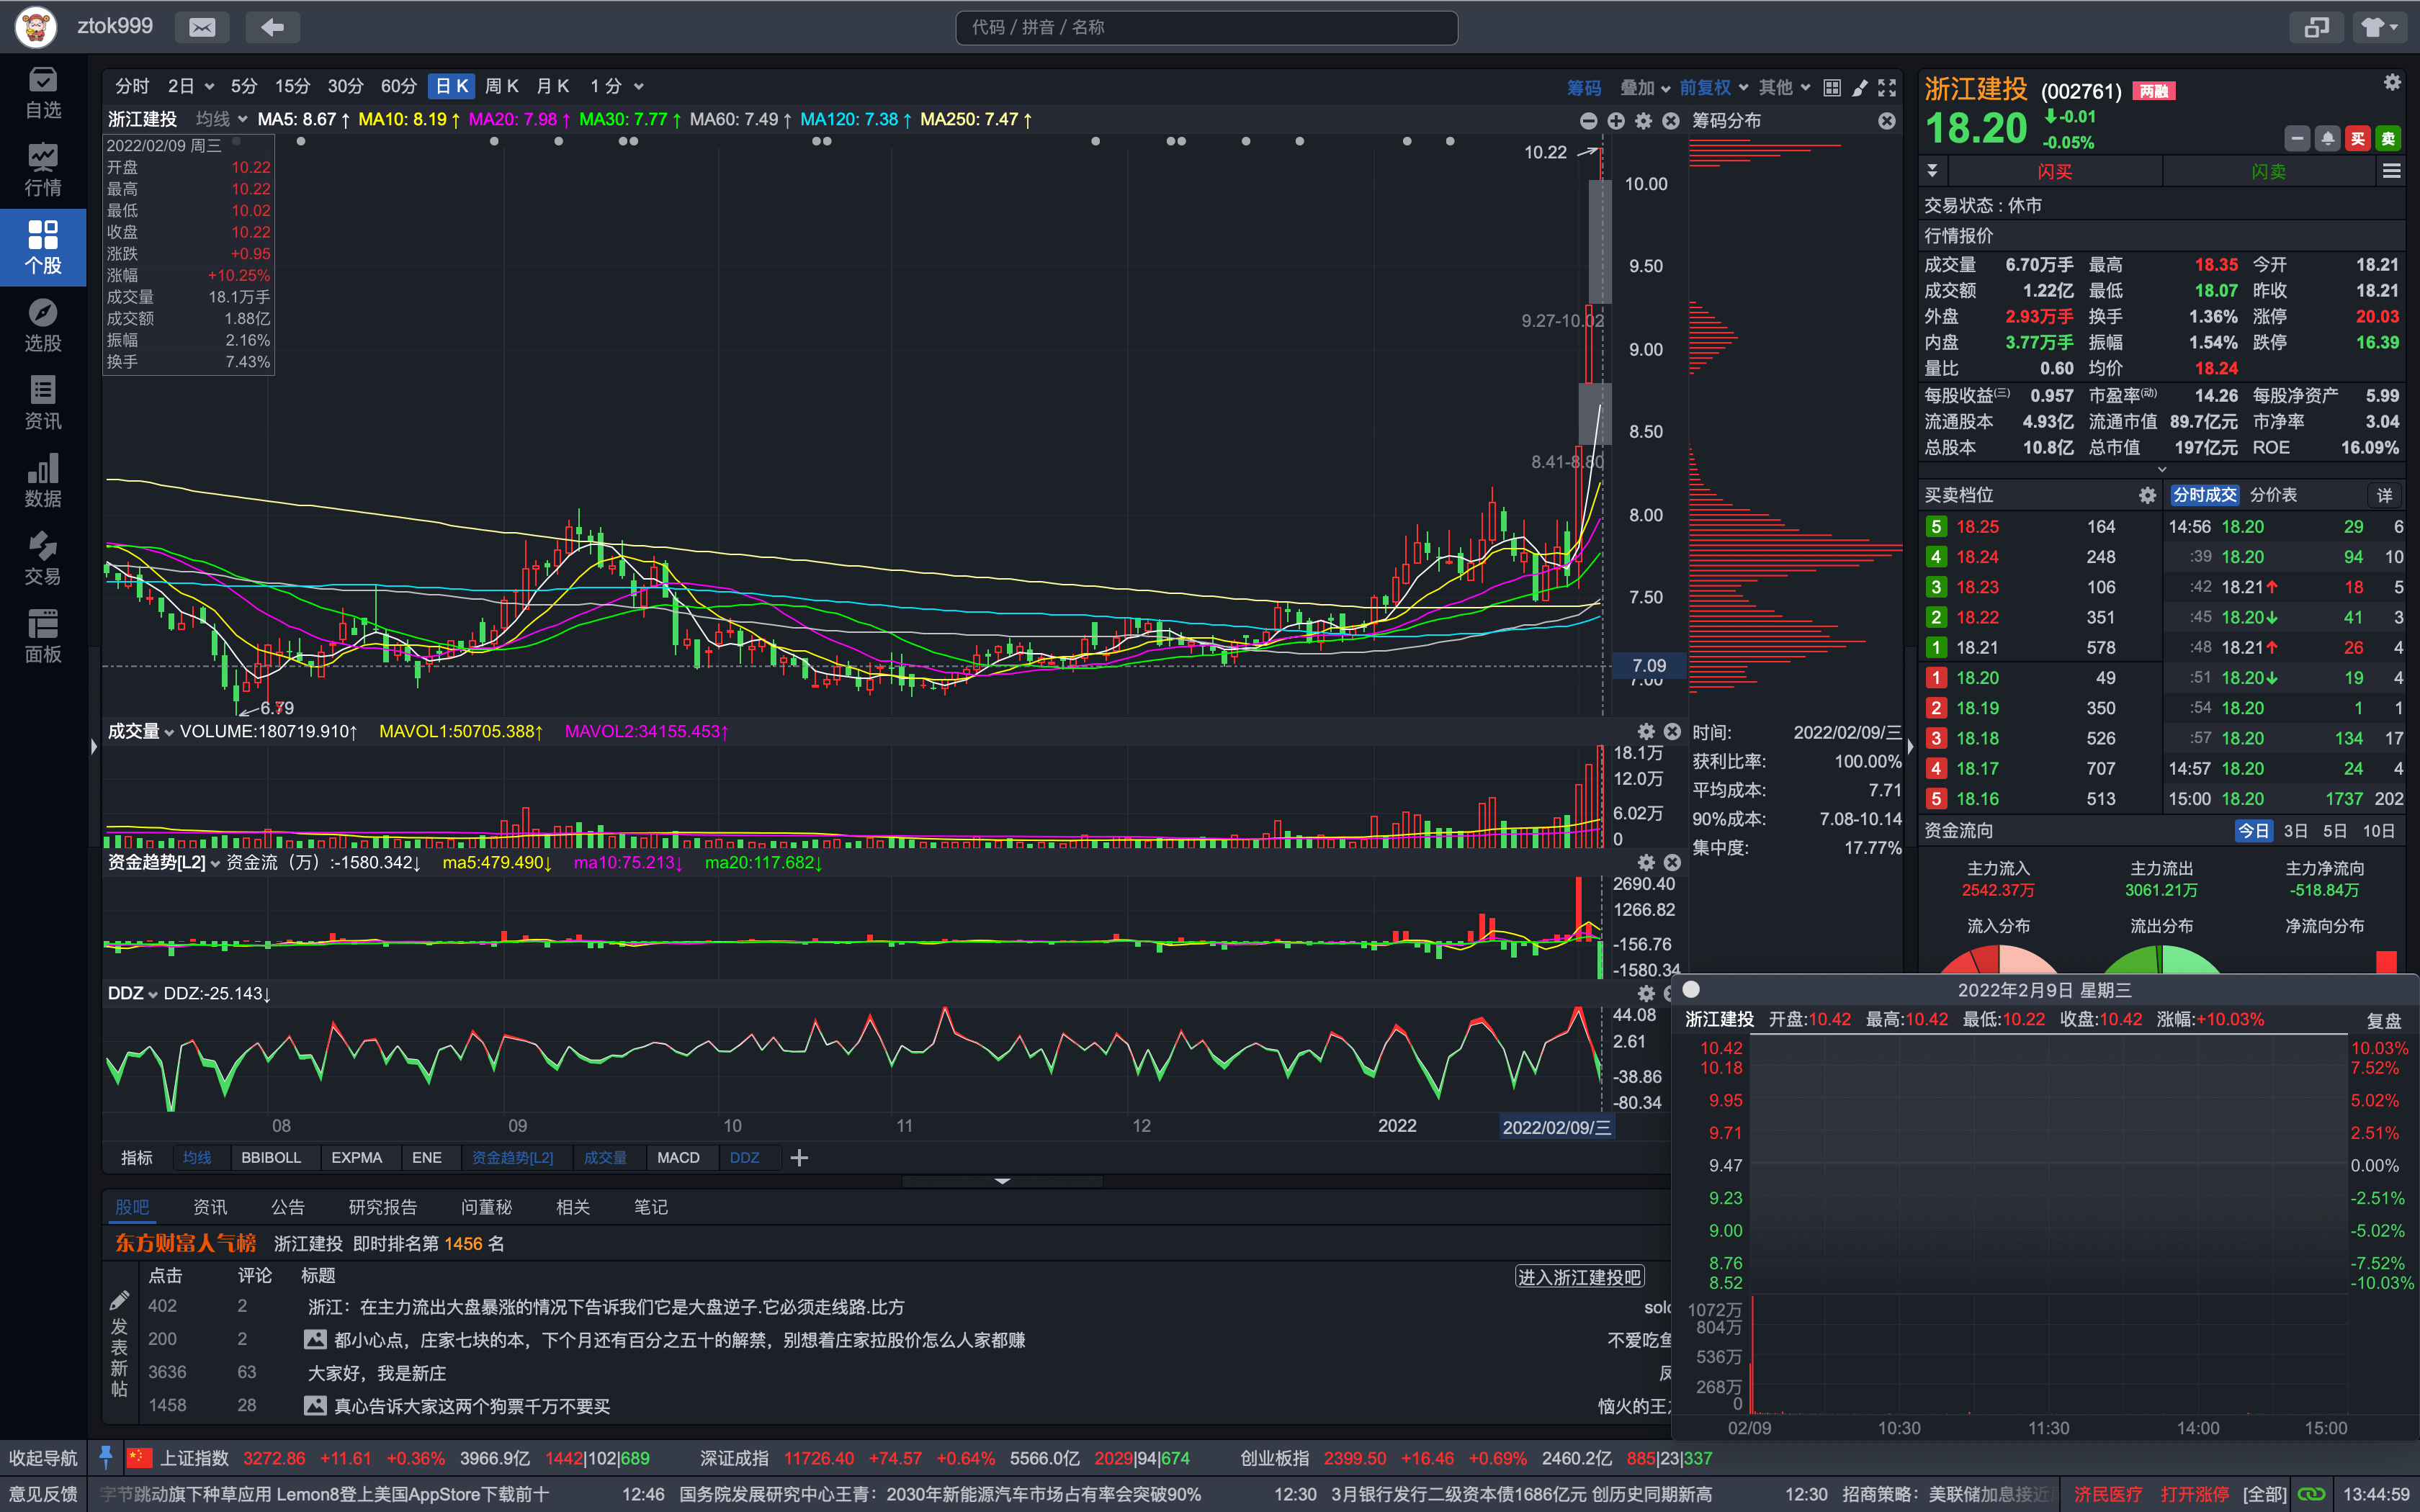 ztok999
代码 / 拼音 / 名称
自选
行情
个股
选股
资讯
数据
交易
面板
分时 2日 5分 15分 30分 60分 日K 周K 月K 1分
筹码 叠加 前复权 其他
浙江建投 均线 MA5: 8.67↑ MA10: 8.19↑ MA20: 7.98↑ MA30: 7.77↑ MA60: 7.49↑ MA120: 7.38↑ MA250: 7.47↑
筹码分布
2022/02/09 周三
开盘 10.22
最高 10.22
最低 10.02
收盘 10.22
涨跌 +0.95
涨幅 +10.25%
成交量 18.1万手
成交额 1.88亿
振幅 2.16%
换手 7.43%
10.22
9.27-10.02
8.41-8.80
6.79
10.00
9.50
9.00
8.50
8.00
7.50
7.09
7.00
成交量 VOLUME:180719.910↑ MAVOL1:50705.388↑ MAVOL2:34155.453↑
18.1万
12.0万
6.02万
0
资金趋势[L2] 资金流（万）:-1580.342↓ ma5:479.490↓ ma10:75.213↓ ma20:117.682↓
2690.40
1266.82
-156.76
-1580.34
DDZ DDZ:-25.143↓
44.08
2.61
-38.86
-80.34
08 09 10 11 12 2022 2022/02/09/三
时间: 2022/02/09/三
获利比率: 100.00%
平均成本: 7.71
90%成本: 7.08-10.14
集中度: 17.77%
指标 均线 BBIBOLL EXPMA ENE 资金趋势[L2] 成交量 MACD DDZ
股吧 资讯 公告 研究报告 问董秘 相关 笔记
东方财富人气榜 浙江建投 即时排名第 1456 名
点击 评论 标题 进入浙江建投吧
发表新帖
402 2 浙江：在主力流出大盘暴涨的情况下告诉我们它是大盘逆子.它必须走线路.比方
200 2 都小心点，庄家七块的本，下个月还有百分之五十的解禁，别想着庄家拉股价怎么人家都赚 不爱吃鱼
3636 63 大家好，我是新庄
1458 28 真心告诉大家这两个狗票千万不要买 恼火的王
浙江建投 (002761) 两融
18.20 -0.01
-0.05%
买 卖
闪买 闪卖
交易状态 : 休市
行情报价
成交量 6.70万手 最高 18.35 今开 18.21
成交额 1.22亿 最低 18.07 昨收 18.21
外盘 2.93万手 换手 1.36% 涨停 20.03
内盘 3.77万手 振幅 1.54% 跌停 16.39
量比 0.60 均价 18.24
每股收益(三) 0.957 市盈率(动) 14.26 每股净资产 5.99
流通股本 4.93亿 流通市值 89.7亿元 市净率 3.04
总股本 10.8亿 总市值 197亿元 ROE 16.09%
买卖档位 分时成交 分价表 详
5 18.25 164 14:56 18.20 29 6
4 18.24 248 :39 18.20 94 10
3 18.23 106 :42 18.21↑ 18 5
2 18.22 351 :45 18.20↓ 41 3
1 18.21 578 :48 18.21↑ 26 4
1 18.20 49 :51 18.20↓ 19 4
2 18.19 350 :54 18.20 1 1
3 18.18 526 :57 18.20 134 17
4 18.17 707 14:57 18.20 24 4
5 18.16 513 15:00 18.20 1737 202
资金流向 今日 3日 5日 10日
主力流入 主力流出 主力净流向
2542.37万 3061.21万 -518.84万
流入分布 流出分布 净流向分布
2022年2月9日 星期三
浙江建投 开盘:10.42 最高:10.42 最低:10.22 收盘:10.42 涨幅:+10.03% 复盘
10.42 10.03%
10.18 7.52%
9.95 5.02%
9.71 2.51%
9.47 0.00%
9.23 -2.51%
9.00 -5.02%
8.76 -7.52%
8.52 -10.03%
1072万
804万
536万
268万
0
02/09 10:30 11:30 14:00 15:00
收起导航 上证指数 3272.86 +11.61 +0.36% 3966.9亿 1442|102|689 深证成指 11726.40 +74.57 +0.64% 5566.0亿 2029|94|674 创业板指 2399.50 +16.46 +0.69% 2460.2亿 885|23|337
意见反馈 字节跳动旗下种草应用 Lemon8登上美国AppStore下载前十 12:46 国务院发展研究中心王青：2030年新能源汽车市场占有率会突破90% 12:30 3月银行发行二级资本债1686亿元 创历史同期新高 12:30 招商策略：美联储加息接近 济民医疗 打开涨停 [全部] 13:44:59